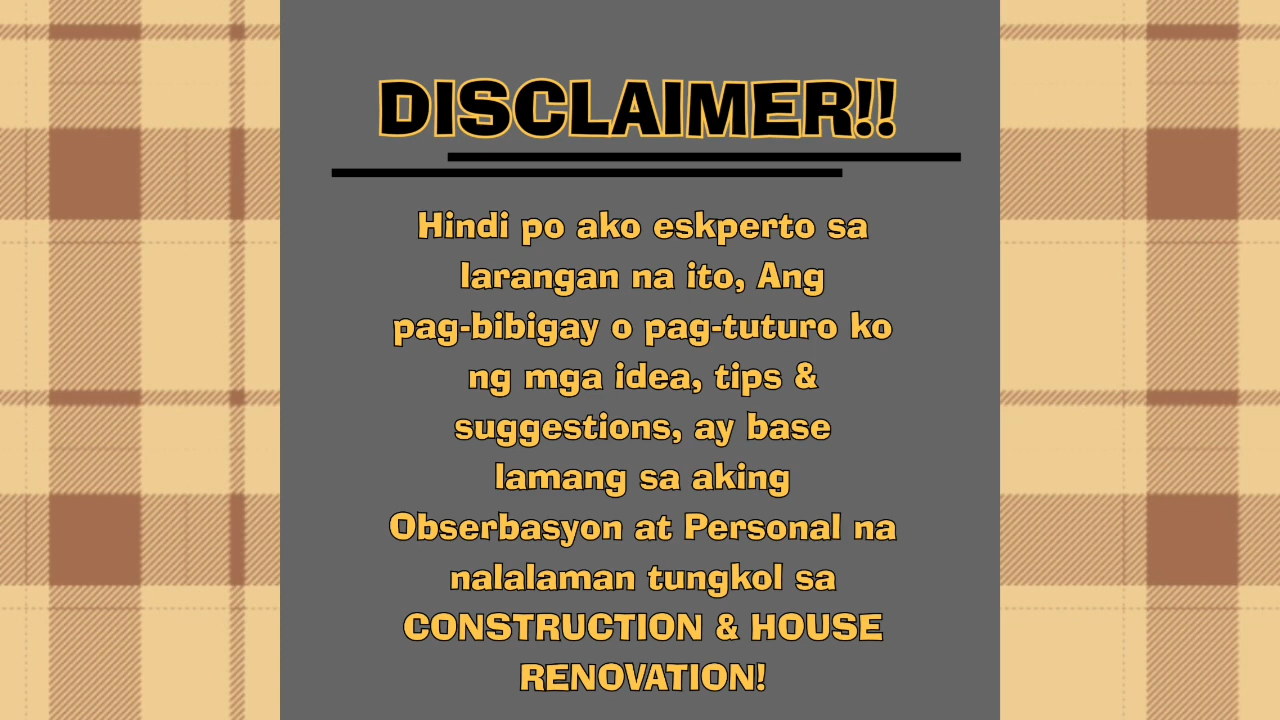 DISCLAIMER!!
Hindi po ako eskperto sa
larangan na ito, Ang
pag-bibigay o pag-tuturo ko
ng mga idea, tips &
suggestions, ay base
lamang sa aking
Obserbasyon at Personal na
nalalaman tungkol sa
CONSTRUCTION & HOUSE
RENOVATION!